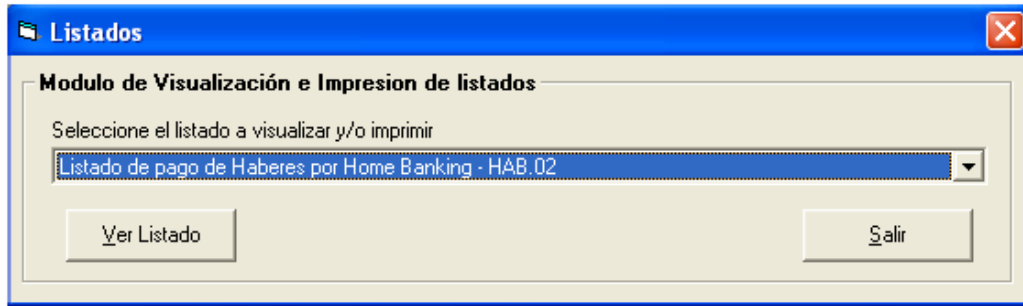 Listados
Modulo de Visualización e Impresion de listados
Seleccione el listado a visualizar y/o imprimir
Listado de pago de Haberes por Home Banking - HAB.02
Ver Listado
Salir